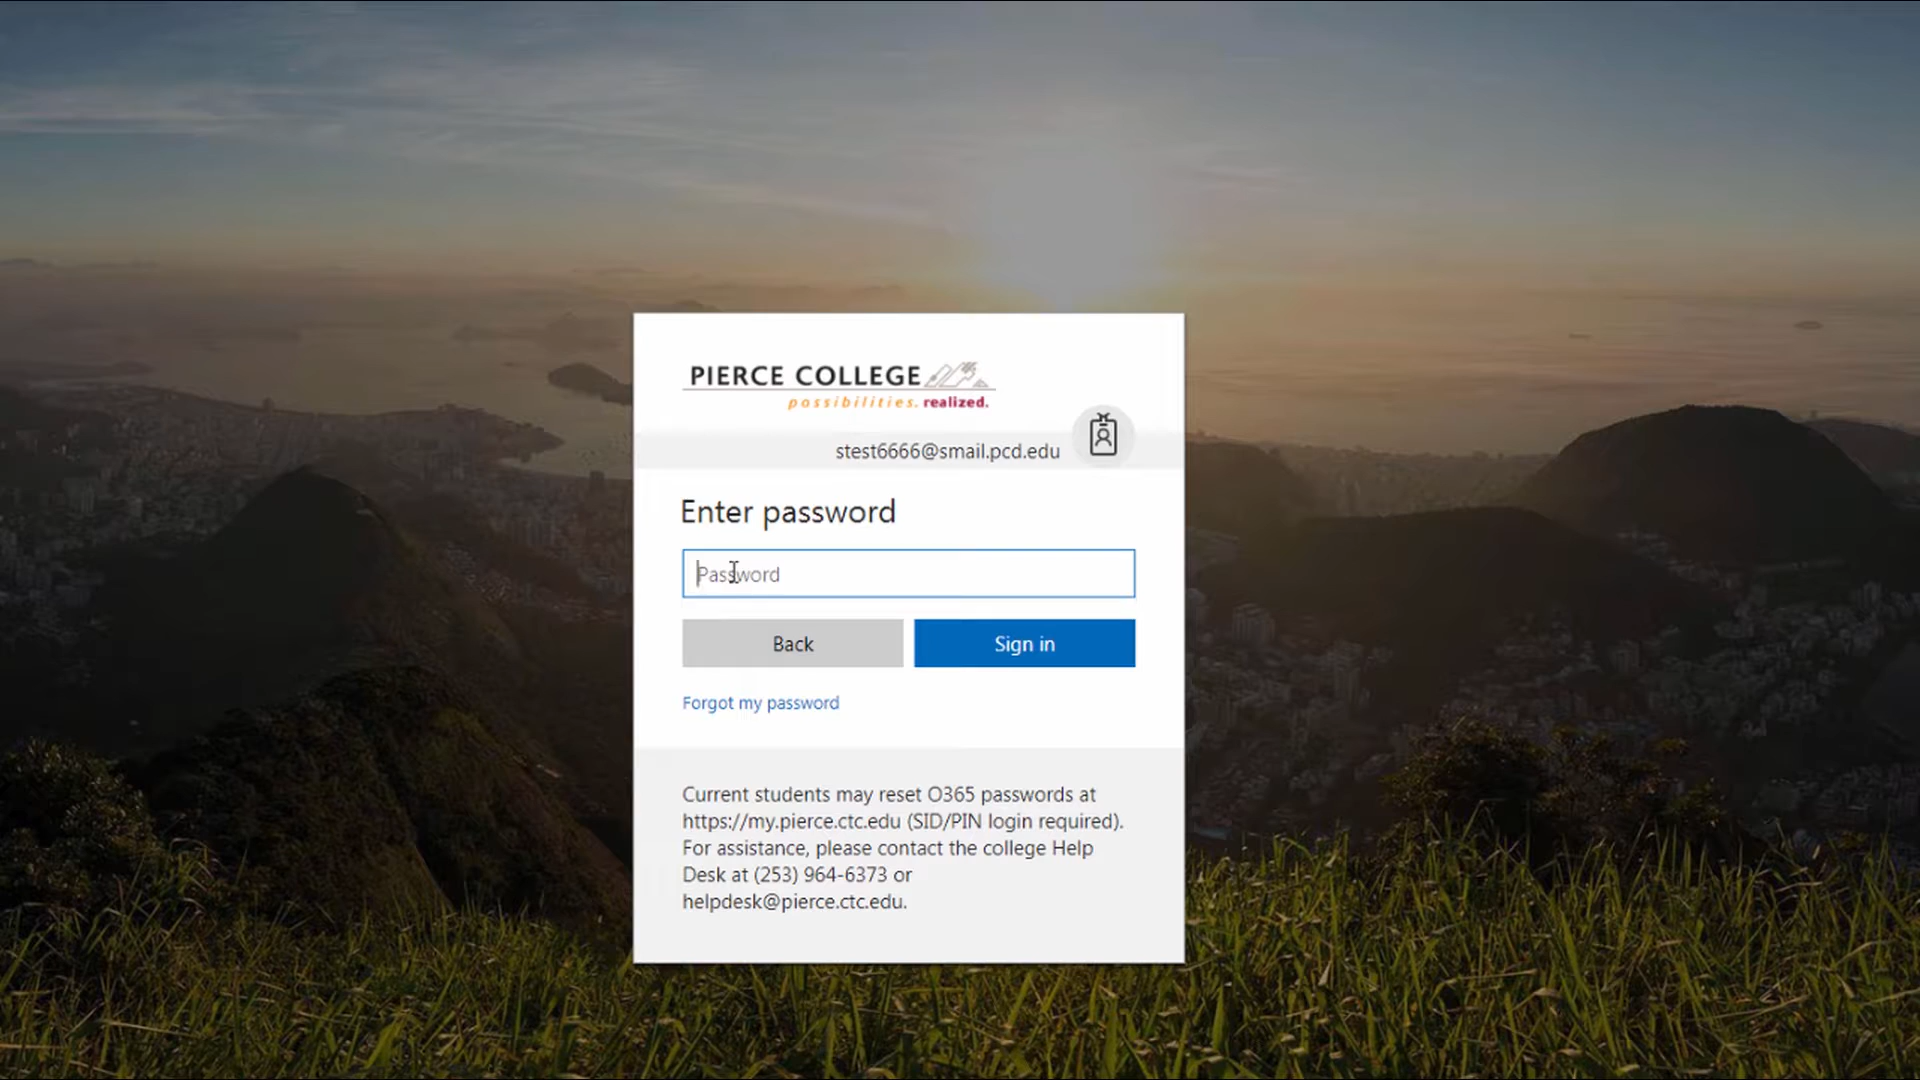 PIERCE COLLEGE
possibilities. realized.
stest6666@smail.pcd.edu
Enter password
Password
Back
Sign in
Forgot my password
Current students may reset O365 passwords at
https://my.pierce.ctc.edu (SID/PIN login required).
For assistance, please contact the college Help
Desk at (253) 964-6373 or
helpdesk@pierce.ctc.edu.